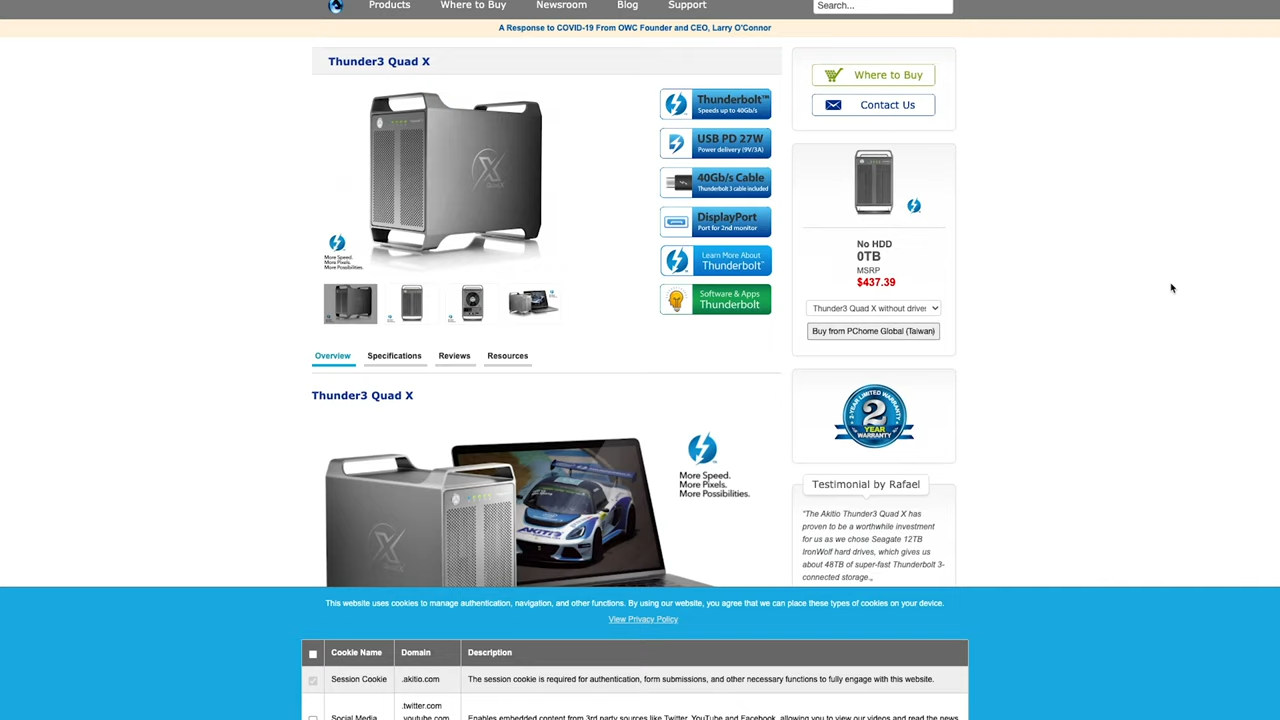 Products
Where to Buy
Newsroom
Blog
Support
Search...
A Response to COVID-19 From OWC Founder and CEO, Larry O'Connor
Thunder3 Quad X
Thunderbolt™
Speeds up to 40Gb/s
USB PD 27W
Power delivery (9V/3A)
40Gb/s Cable
Thunderbolt 3 cable included
DisplayPort
Port for 2nd monitor
Learn More About
Thunderbolt™
Software & Apps
Thunderbolt
More Speed.
More Pixels.
More Possibilities.
Where to Buy
Contact Us
No HDD
0TB
MSRP
$437.39
Thunder3 Quad X without drives
Buy from PChome Global (Taiwan)
Overview
Specifications
Reviews
Resources
Thunder3 Quad X
More Speed.
More Pixels.
More Possibilities.
2-YEAR LIMITED WARRANTY
2
YEAR
WARRANTY
Testimonial by Rafael
"The Akitio Thunder3 Quad X has
proven to be a worthwhile investment
for us as we chose Seagate 12TB
IronWolf hard drives, which gives us
about 48TB of super-fast Thunderbolt 3-
connected storage.„
This website uses cookies to manage authentication, navigation, and other functions. By using our website, you agree that we can place these types of cookies on your device.
View Privacy Policy
Cookie Name
Domain
Description
Session Cookie
.akitio.com
The session cookie is required for authentication, form submissions, and other necessary functions to fully engage with this website.
.twitter.com
Social Media
.youtube.com
Enables embedded content from 3rd party sources like Twitter, YouTube and Facebook, allowing you to view our videos and read the news